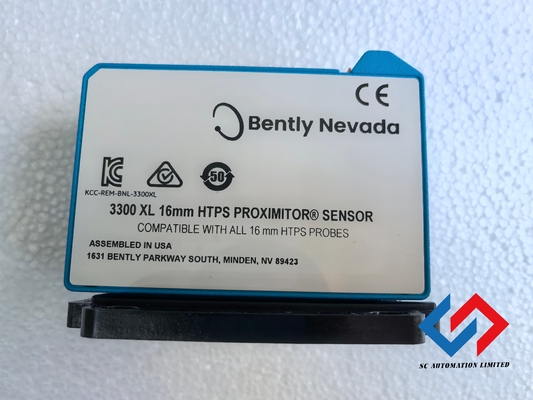 CE
Bently Nevada
50
KCC-REM-BNL-3300XL
3300 XL 16mm HTPS PROXIMITOR® SENSOR
COMPATIBLE WITH ALL 16 mm HTPS PROBES
ASSEMBLED IN USA
1631 BENTLY PARKWAY SOUTH, MINDEN, NV 89423
SC AUTOMATION LIMITED